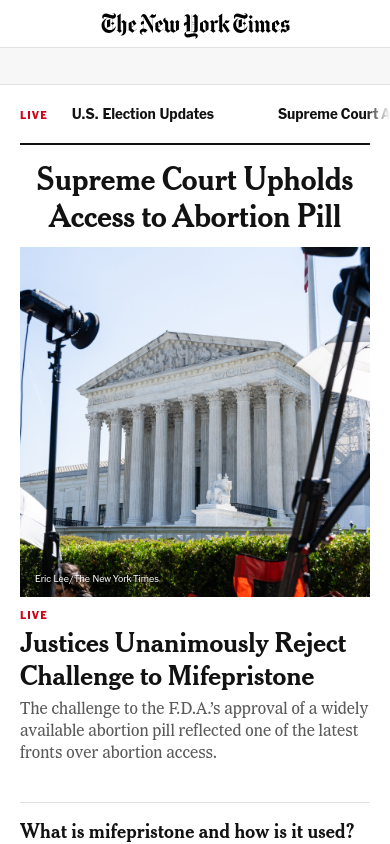 The New York Times
LIVE
U.S. Election Updates
Supreme Court
Supreme Court Upholds
Access to Abortion Pill
Eric Lee/The New York Times
LIVE
Justices Unanimously Reject
Challenge to Mifepristone
The challenge to the F.D.A.'s approval of a widely
available abortion pill reflected one of the latest
fronts over abortion access.
What is mifepristone and how is it used?